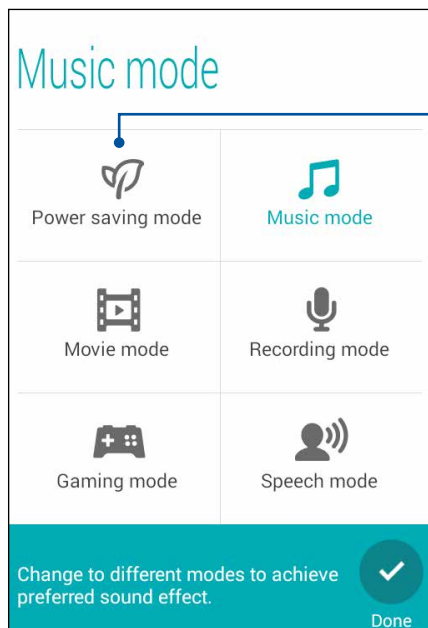 Music mode
Power saving mode
Music mode
Movie mode
Recording mode
Gaming mode
Speech mode
Change to different modes to achieve
preferred sound effect.
Done